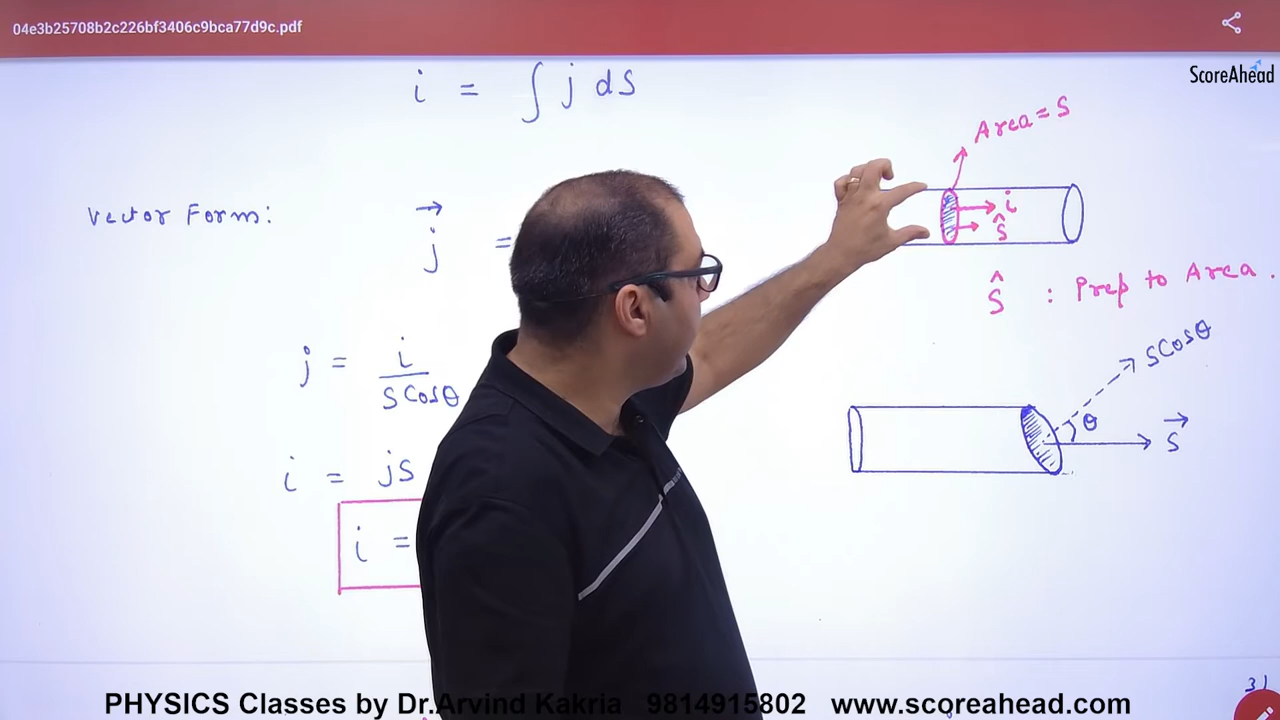 04e3b25708b2c226bf3406c9bca77d9c.pdf
ScoreAhead
i = ∫ j dS
Area = S
Vector Form:
j⃗ =
i
Ŝ
Ŝ : Prep to Area.
j = i / S Cosθ
S Cosθ
θ
S⃗
i = jS
i =
31
PHYSICS Classes by Dr.Arvind Kakria 9814915802 www.scoreahead.com